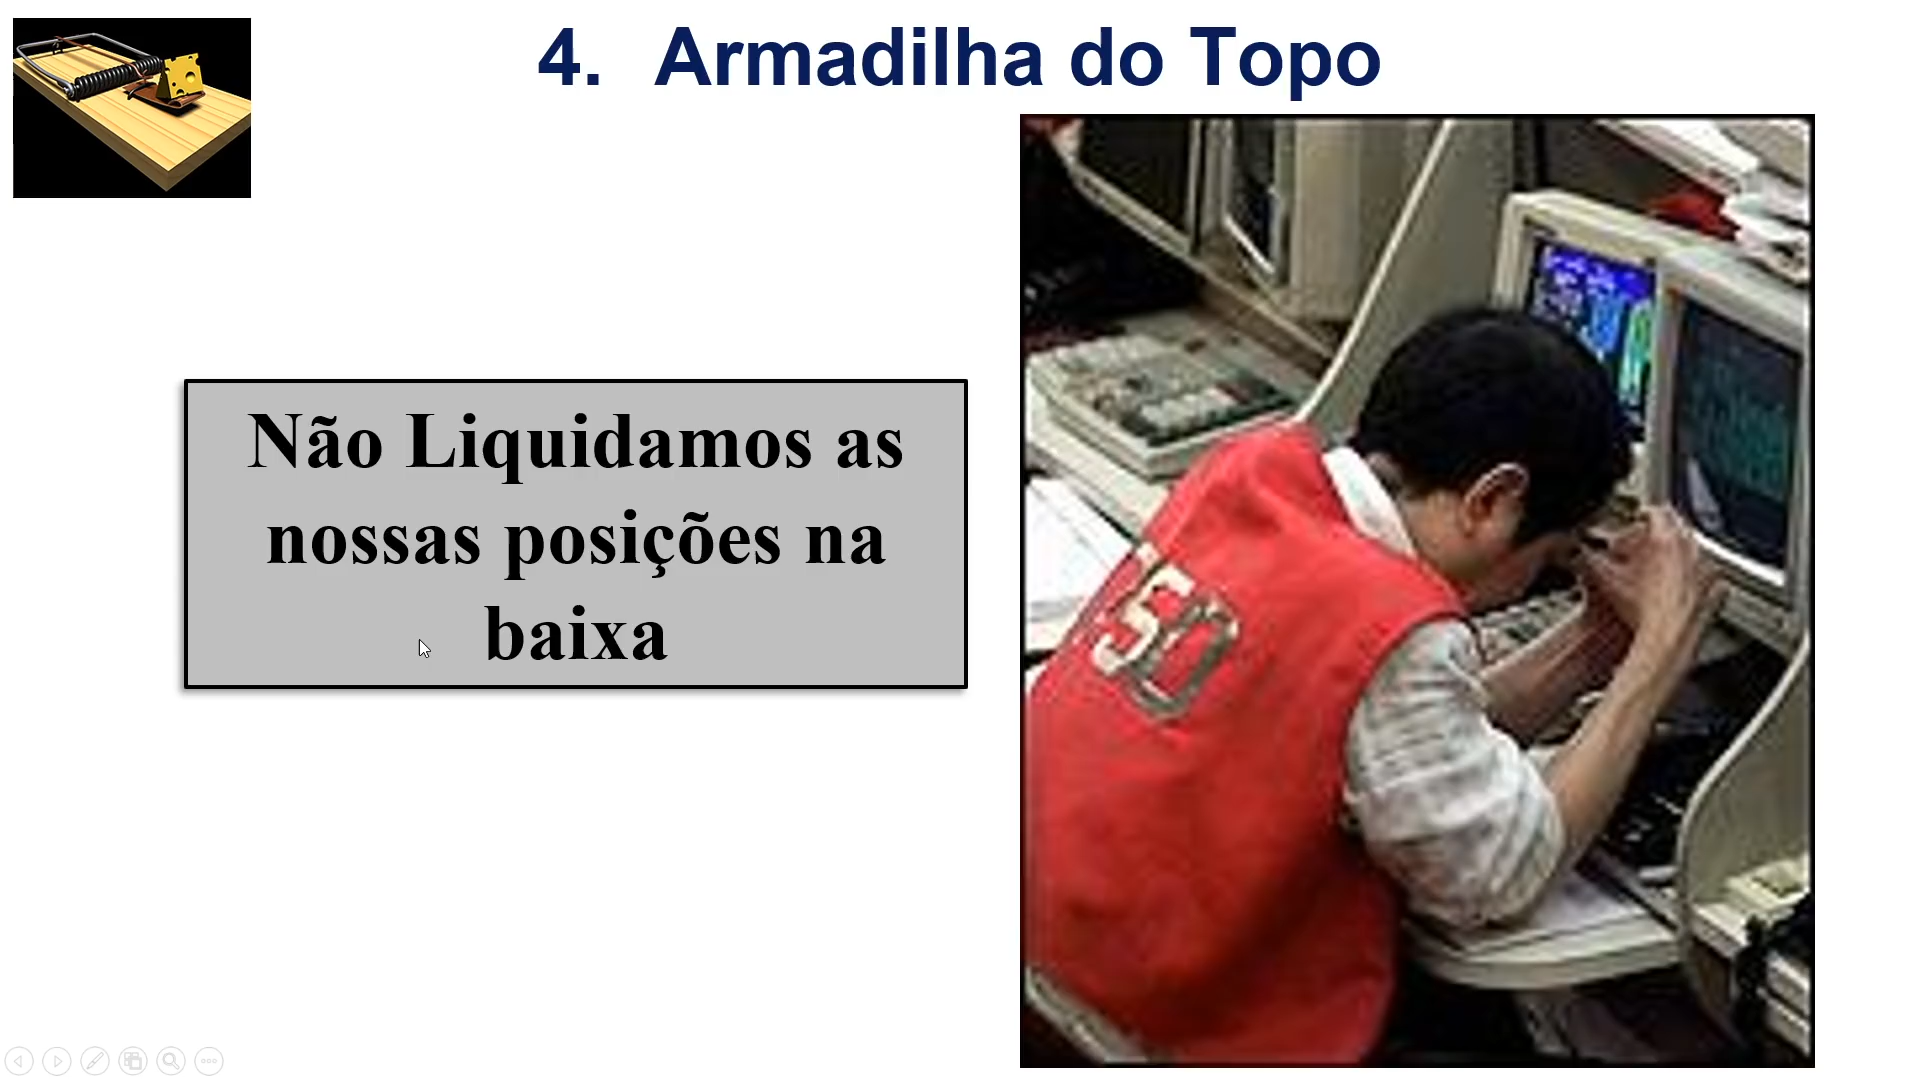 4. Armadilha do Topo
Não Liquidamos as
nossas posições na
baixa